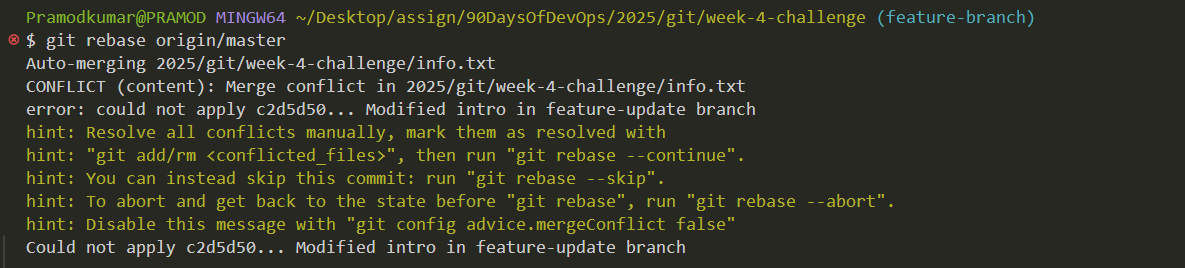 Pramodkumar@PRAMOD MINGW64 ~/Desktop/assign/90DaysOfDevOps/2025/git/week-4-challenge (feature-branch)
$ git rebase origin/master
Auto-merging 2025/git/week-4-challenge/info.txt
CONFLICT (content): Merge conflict in 2025/git/week-4-challenge/info.txt
error: could not apply c2d5d50... Modified intro in feature-update branch
hint: Resolve all conflicts manually, mark them as resolved with
hint: "git add/rm <conflicted_files>", then run "git rebase --continue".
hint: You can instead skip this commit: run "git rebase --skip".
hint: To abort and get back to the state before "git rebase", run "git rebase --abort".
hint: Disable this message with "git config advice.mergeConflict false"
Could not apply c2d5d50... Modified intro in feature-update branch